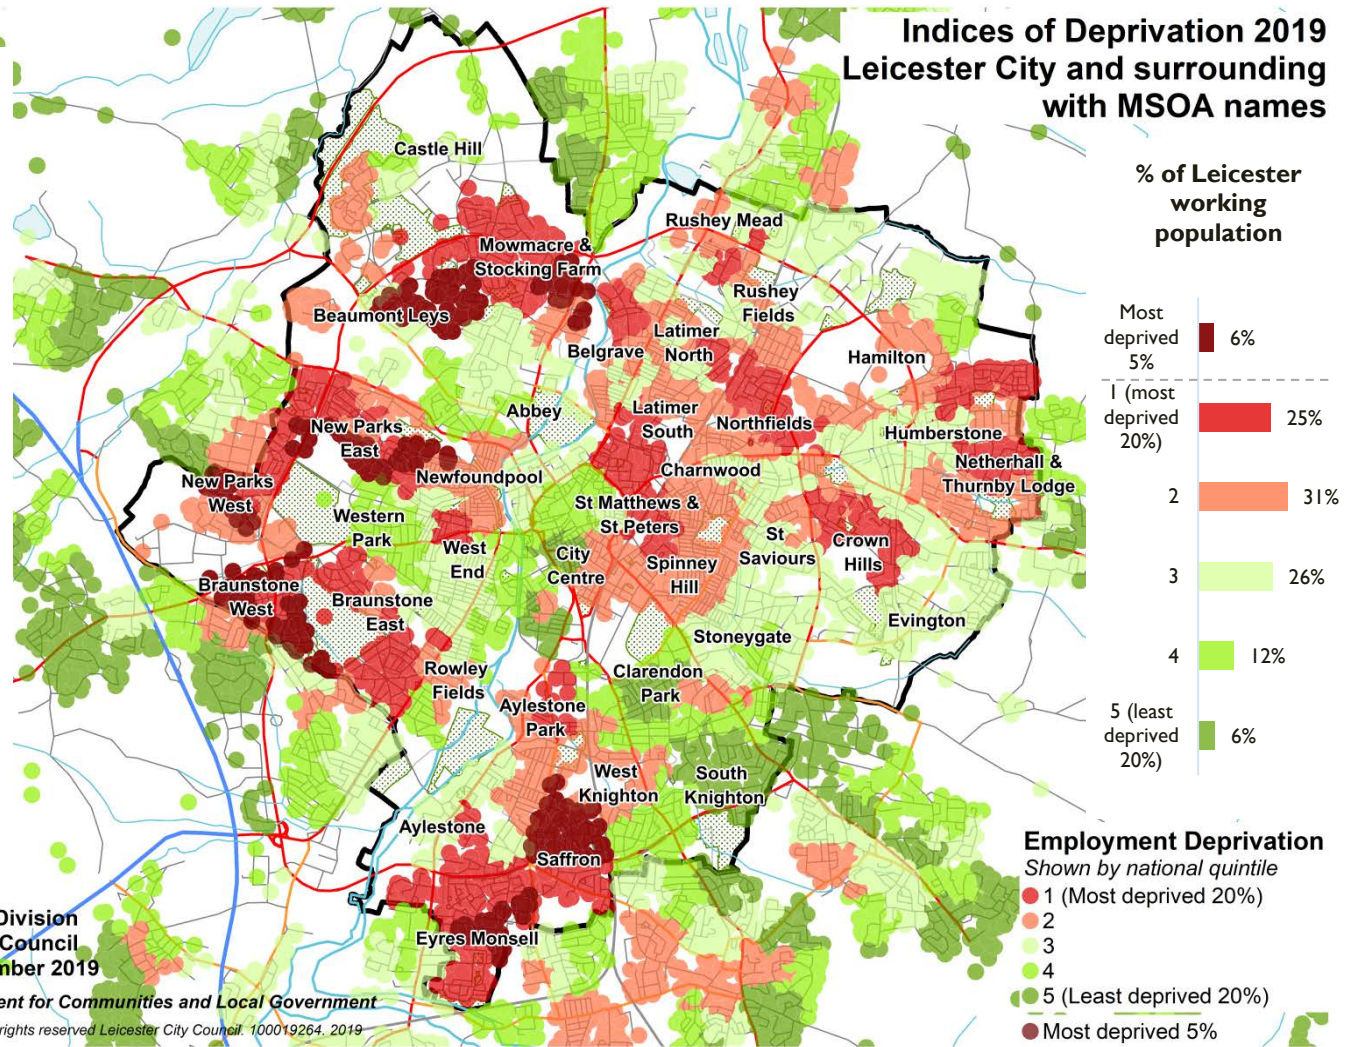 Indices of Deprivation 2019
Leicester City and surrounding
with MSOA names
% of Leicester
working
population
Most
deprived
5%
6%
1 (most
deprived
20%)
25%
2
31%
3
26%
4
12%
5 (least
deprived
20%)
6%
Castle Hill
Rushey Mead
Mowmacre &
Stocking Farm
Rushey
Fields
Beaumont Leys
Latimer
North
Belgrave
Hamilton
Abbey
Latimer
South
Northfields
New Parks
East
Humberstone
Charnwood
Netherhall &
Thurnby Lodge
Newfoundpool
New Parks
West
St Matthews &
St Peters
Western
Park
West
End
City
Centre
St
Saviours
Crown
Hills
Spinney
Hill
Braunstone
West
Braunstone
East
Evington
Stoneygate
Rowley
Fields
Clarendon
Park
Aylestone
Park
West
Knighton
South
Knighton
Aylestone
Saffron
Eyres Monsell
Employment Deprivation
Shown by national quintile
1 (Most deprived 20%)
2
3
4
5 (Least deprived 20%)
Most deprived 5%
Division
Council
mber 2019
ent for Communities and Local Government
rights reserved Leicester City Council. 100019264. 2019